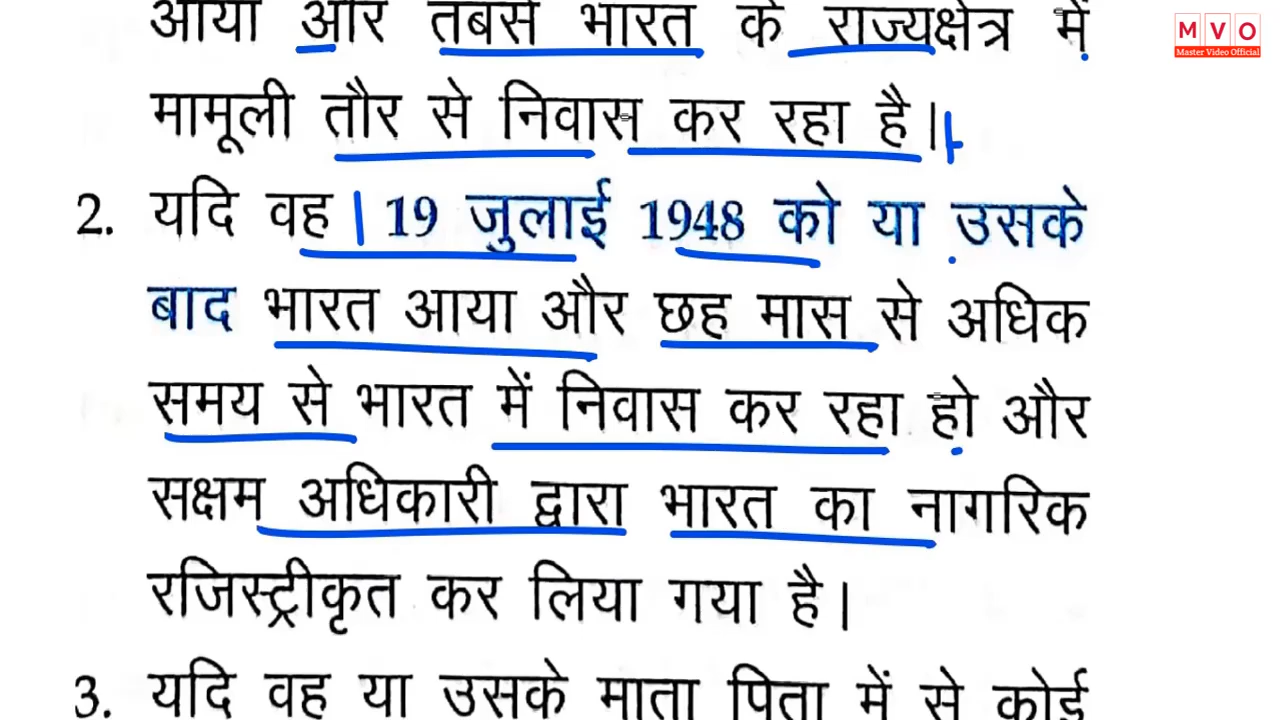 आया और तबसे भारत के राज्यक्षेत्र में
मामूली तौर से निवास कर रहा है।
2. यदि वह 19 जुलाई 1948 को या उसके
बाद भारत आया और छह मास से अधिक
समय से भारत में निवास कर रहा हो और
सक्षम अधिकारी द्वारा भारत का नागरिक
रजिस्ट्रीकृत कर लिया गया है।
3. यदि वह या उसके माता पिता में से कोई
MVO
Master Video Official